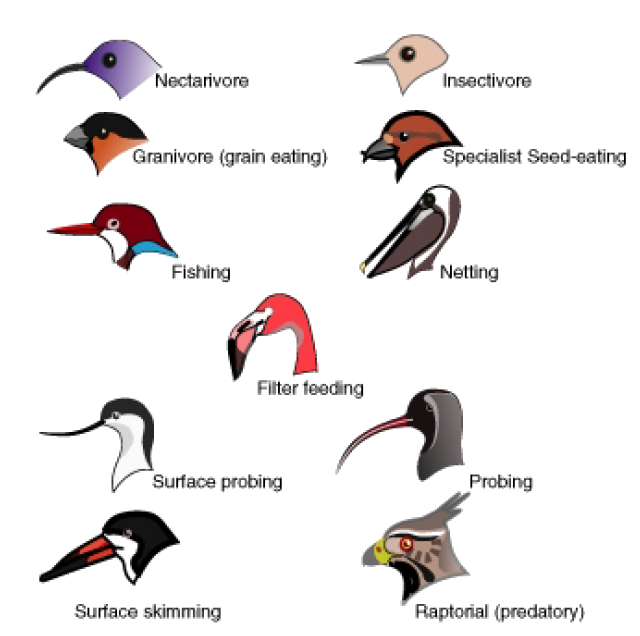 Nectarivore
Insectivore
Granivore (grain eating)
Specialist Seed-eating
Fishing
Netting
Filter feeding
Surface probing
Probing
Surface skimming
Raptorial (predatory)